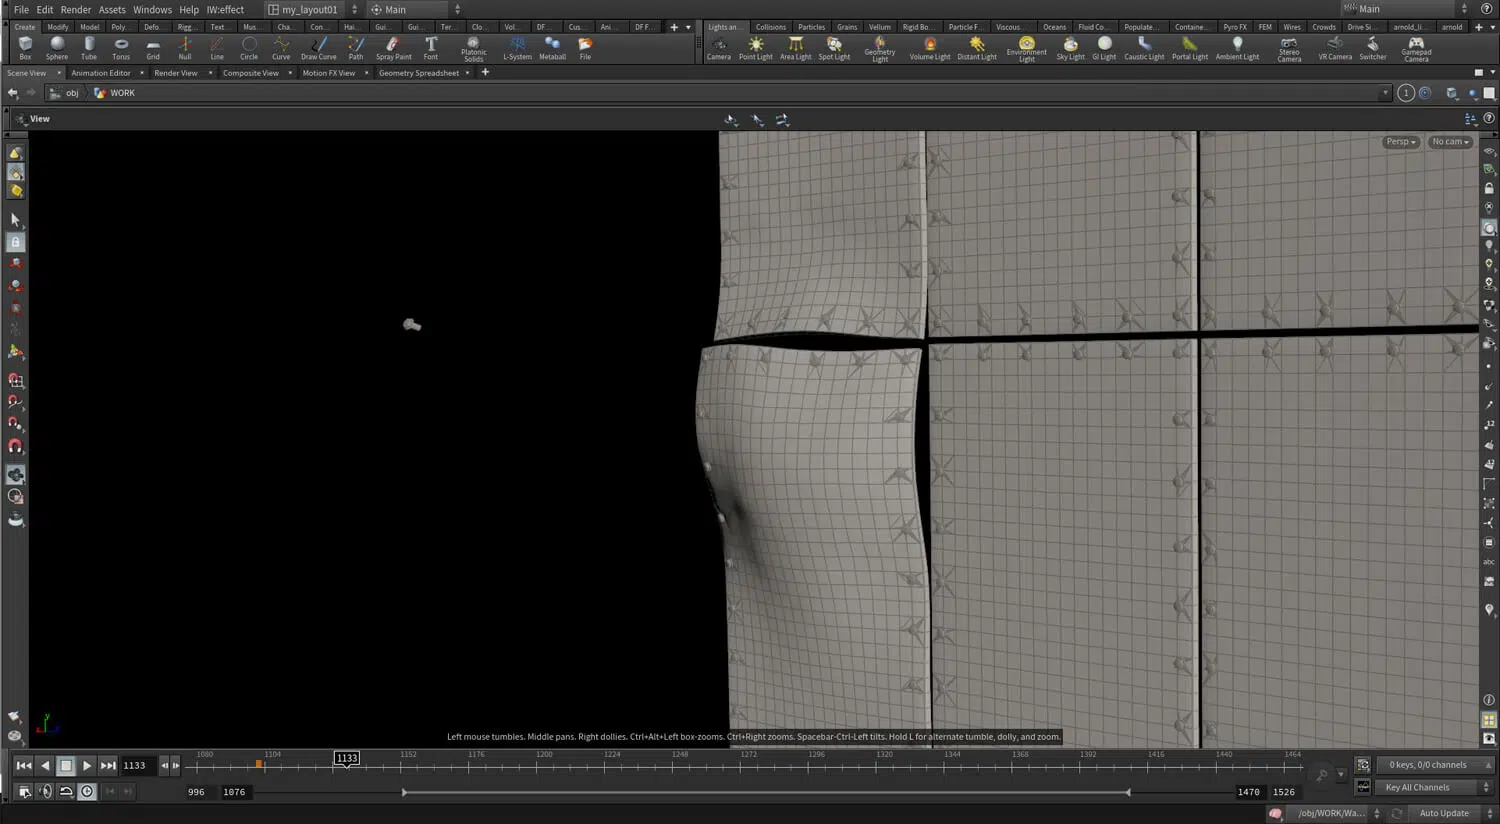 File Edit Render Assets Windows Help IW:effect my_layout01 Main Main
Create Modify Model Poly... Defo... Rigg... Text... Mus... Cha... Con... Gui... Gui... Ter... Clo... Vol... DF... Cus... Ani... DF F... Lights an... Collisions Particles Grains Vellum Rigid Bo... Particle F... Viscous... Oceans Fluid Co... Populate... Containe... Pyro FX FEM Wires Crowds Drive Si... arnold_li... arnold
Box Sphere Tube Torus Grid Null Line Circle Curve Draw Curve Path Spray Paint Font Platonic Solids L-System Metaball File Camera Point Light Area Light Spot Light Geometry Light Volume Light Distant Light Environment Light Sky Light GI Light Caustic Light Portal Light Ambient Light Stereo Camera VR Camera Switcher Gamepad Camera
Scene View Animation Editor Render View Composite View Motion FX View Geometry Spreadsheet
obj WORK 1
View
Persp No cam
12
12
abc
y
Left mouse tumbles. Middle pans. Right dollies. Ctrl+Alt+Left box-zooms. Ctrl+Right zooms. Spacebar-Ctrl-Left tilts. Hold L for alternate tumble, dolly, and zoom.
1080 1104 1133 1152 1176 1200 1224 1248 1272 1296 1320 1344 1368 1392 1416 1440 1464
1133 0 keys, 0/0 channels
996 1076 1470 1526 Key All Channels
/obj/WORK/Wa... Auto Update